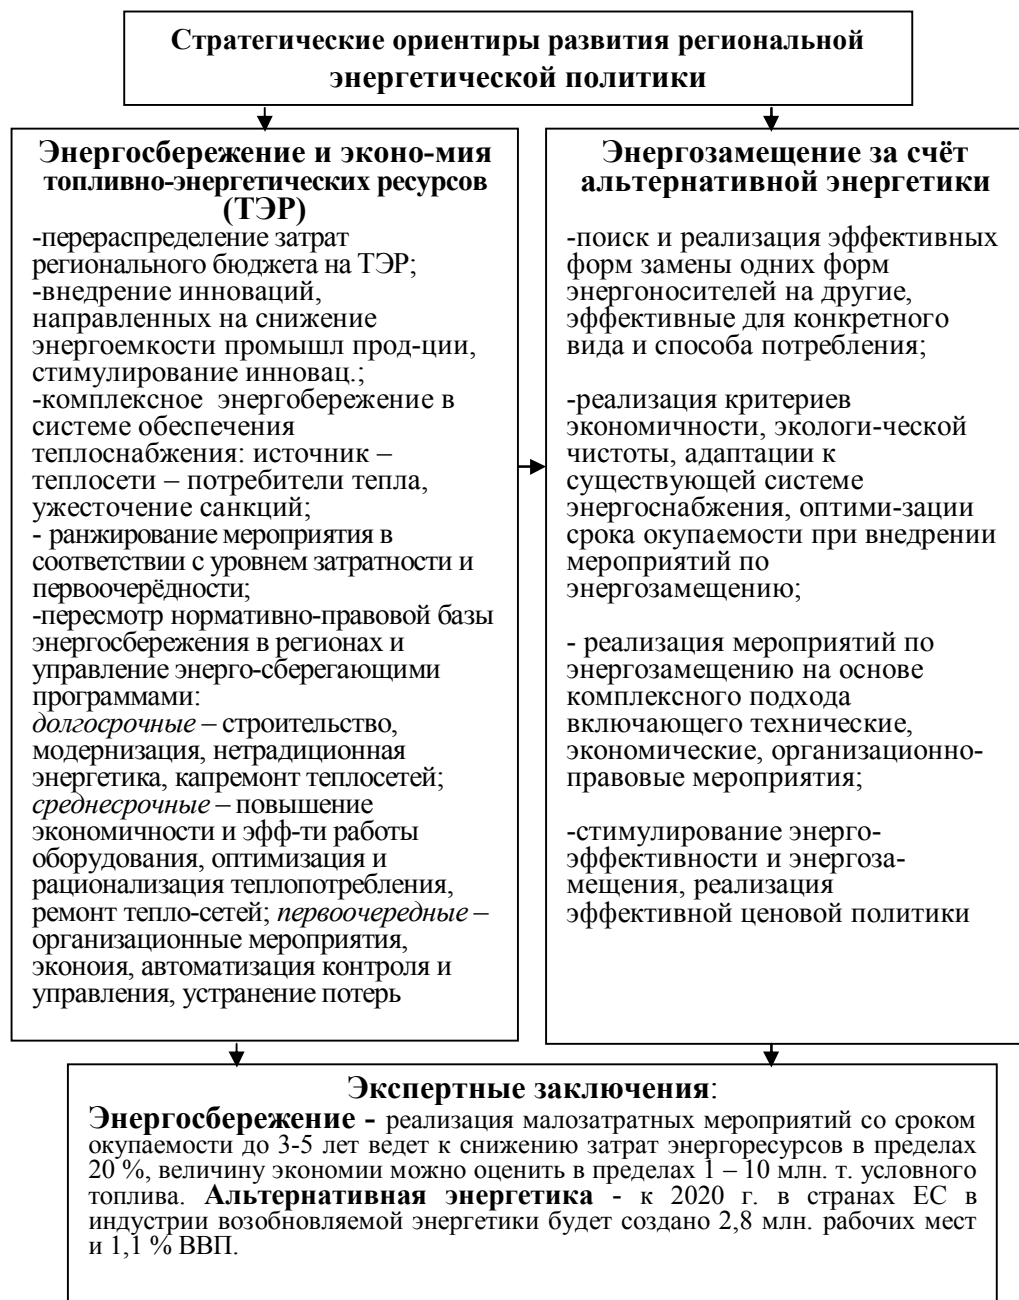 Стратегические ориентиры развития региональной
энергетической политики
Энергосбережение и эконо-мия
топливно-энергетических ресурсов
(ТЭР)
-перераспределение затрат
регионального бюджета на ТЭР;
-внедрение инноваций,
направленных на снижение
энергоемкости промышл прод-ции,
стимулирование инновац.;
-комплексное энергобережение в
системе обеспечения
теплоснабжения: источник –
теплосети – потребители тепла,
ужесточение санкций;
- ранжирование мероприятия в
соответствии с уровнем затратности и
первоочерёдности;
-пересмотр нормативно-правовой базы
энергосбережения в регионах и
управление энерго-сберегающими
программами:
долгосрочные – строительство,
модернизация, нетрадиционная
энергетика, капремонт теплосетей;
среднесрочные – повышение
экономичности и эфф-ти работы
оборудования, оптимизация и
рационализация теплопотребления,
ремонт тепло-сетей; первоочередные –
организационные мероприятия,
эконоия, автоматизация контроля и
управления, устранение потерь
Энергозамещение за счёт
альтернативной энергетики
-поиск и реализация эффективных
форм замены одних форм
энергоносителей на другие,
эффективные для конкретного
вида и способа потребления;
-реализация критериев
экономичности, экологи-ческой
чистоты, адаптации к
существующей системе
энергоснабжения, оптими-зации
срока окупаемости при внедрении
мероприятий по
энергозамещению;
- реализация мероприятий по
энергозамещению на основе
комплексного подхода
включающего технические,
экономические, организационно-
правовые мероприятия;
-стимулирование энерго-
эффективности и энергоза-
мещения, реализация
эффективной ценовой политики
Экспертные заключения:
Энергосбережение - реализация малозатратных мероприятий со сроком
окупаемости до 3-5 лет ведет к снижению затрат энергоресурсов в пределах
20 %, величину экономии можно оценить в пределах 1 – 10 млн. т. условного
топлива. Альтернативная энергетика - к 2020 г. в странах ЕС в
индустрии возобновляемой энергетики будет создано 2,8 млн. рабочих мест
и 1,1 % ВВП.